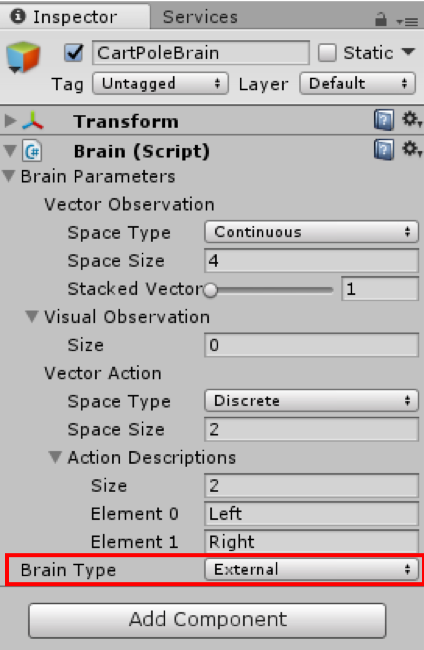 Inspector Services
CartPoleBrain Static
Tag Untagged Layer Default
Transform
C# Brain (Script)
Brain Parameters
Vector Observation
Space Type Continuous
Space Size 4
Stacked Vector 1
Visual Observation
Size 0
Vector Action
Space Type Discrete
Space Size 2
Action Descriptions
Size 2
Element 0 Left
Element 1 Right
Brain Type External
Add Component